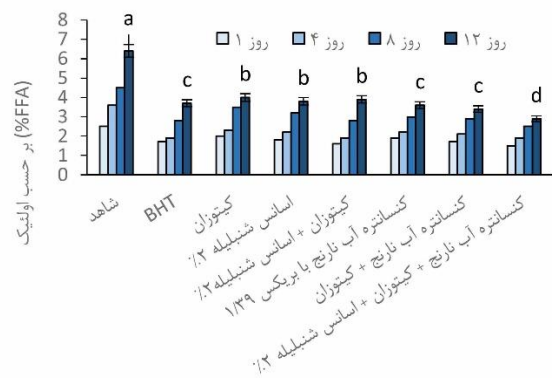 روز ۱ روز ۴ روز ۸ روز ۱۲
8
7
6
5
4
3
2
1
0
(%FFA) بر حسب اولئیک
a
c
b
b
b
c
c
d
شاهد
BHT
کیتوزان
اسانس شنبلیله ۲٪
کیتوزان + اسانس شنبلیله ۲٪
کنسانتره آب نارنج با بریکس ۱/۳۹
کنسانتره آب نارنج + کیتوزان
کنسانتره آب نارنج + کیتوزان + اسانس شنبلیله ۲٪